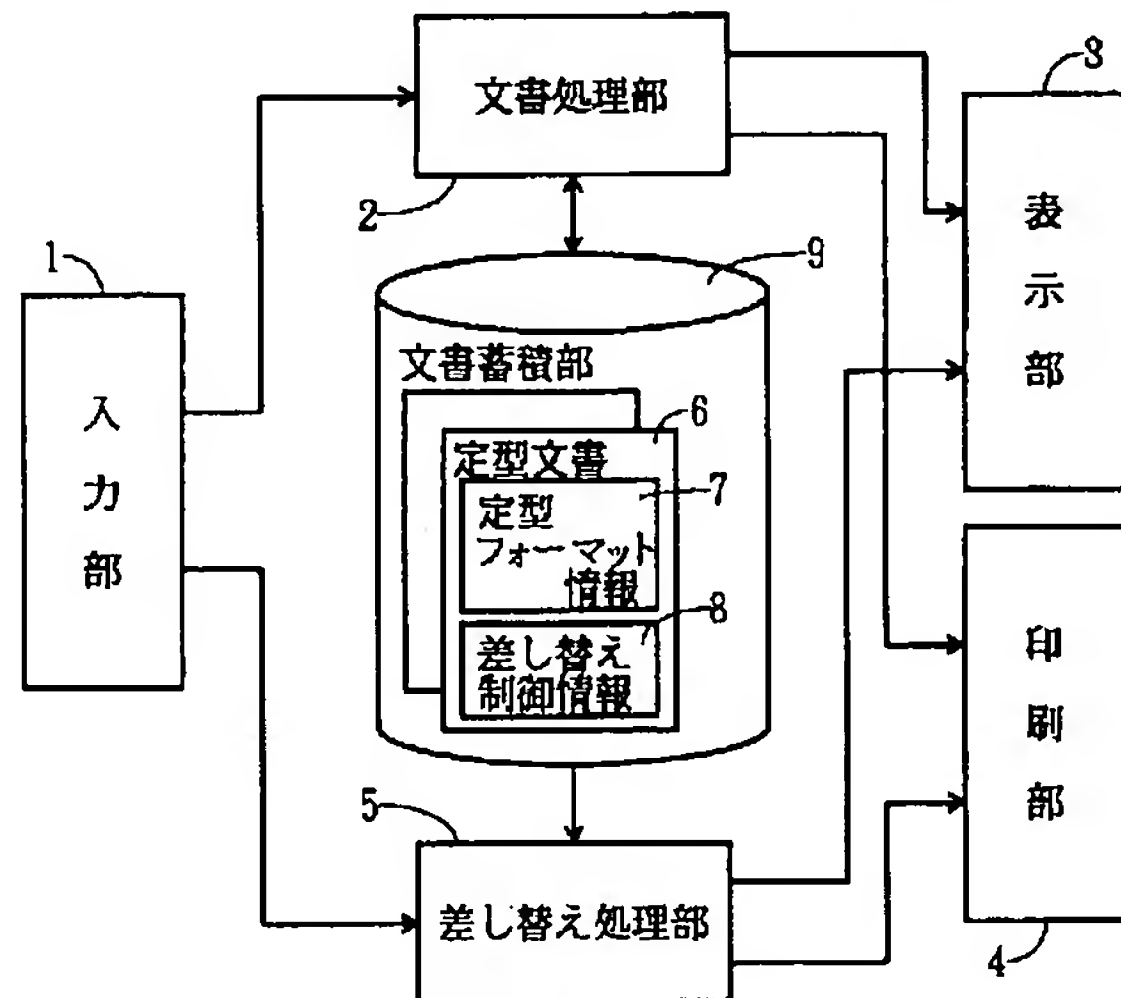 文書処理部
2
3
表示部
1
入力部
9
文書蓄積部
6
定型文書
7
定型
フォーマット
情報
8
差し替え
制御情報
5
差し替え処理部
印刷部
4